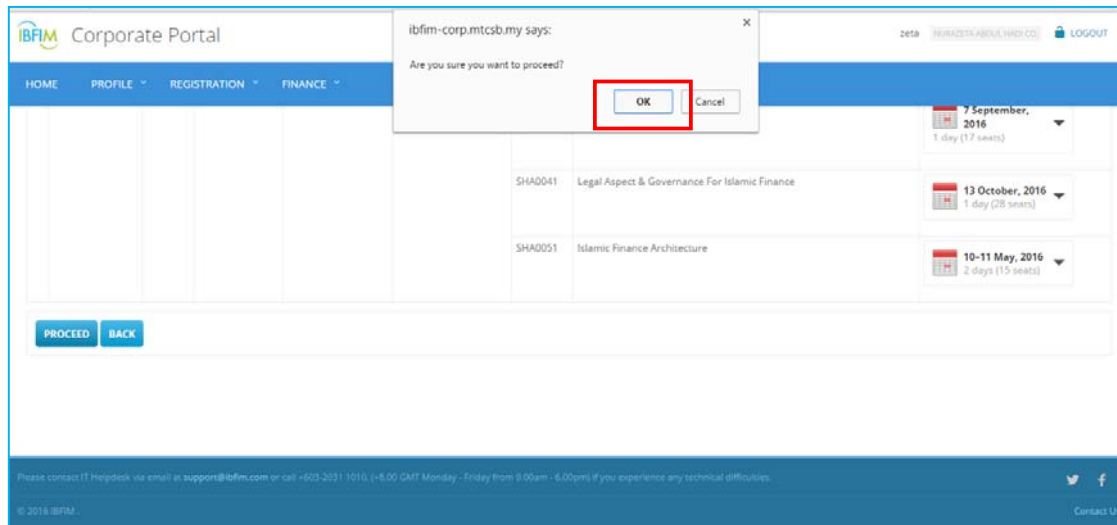 IBFIM Corporate Portal
ibfim-corp.mtcsb.my says:
×
Are you sure you want to proceed?
OK Cancel
zeta NURAZETA ABDUL HADI CO. LOGOUT
HOME PROFILE REGISTRATION FINANCE
7 September,
2016
1 day (17 seats)
SHA0041 Legal Aspect & Governance For Islamic Finance
13 October, 2016
1 day (28 seats)
SHA0051 Islamic Finance Architecture
10-11 May, 2016
2 days (15 seats)
PROCEED BACK
Please contact IT Helpdesk via email at support@ibfim.com or call +603-2031 1010, (+8.00 GMT Monday - Friday from 9.00am - 6.00pm) if you experience any technical difficulties.
© 2016 IBFIM. Contact Us